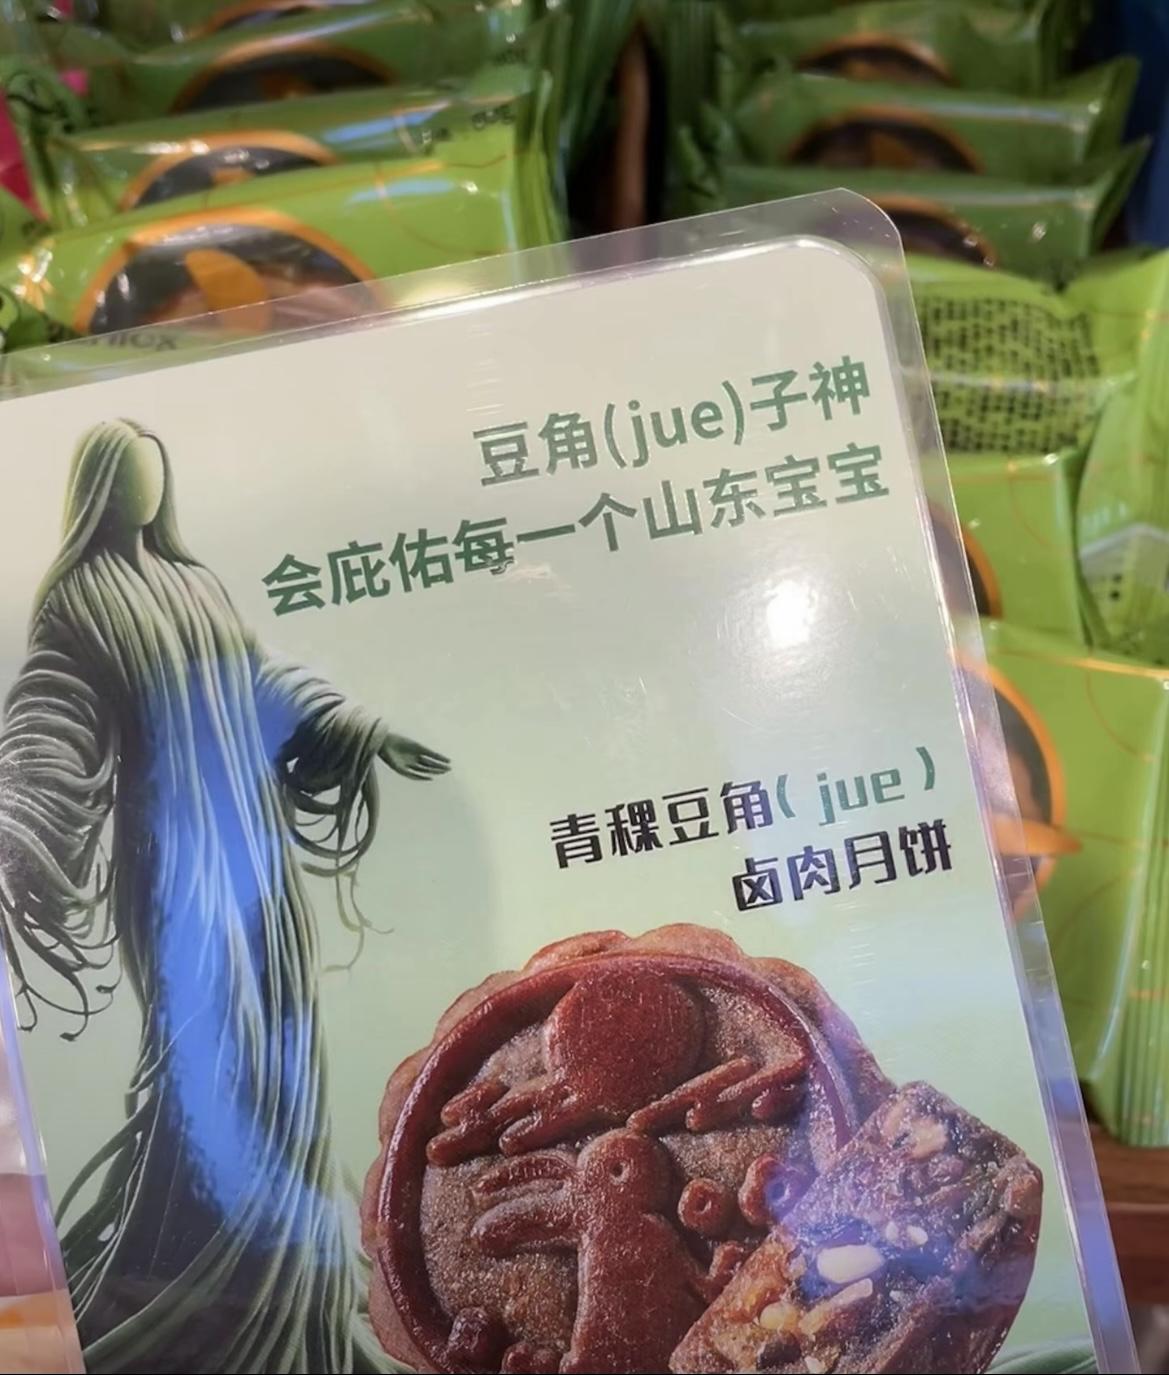 豆角(jue)子神
会庇佑每一个山东宝宝
青稞豆角( jue )
卤肉月饼